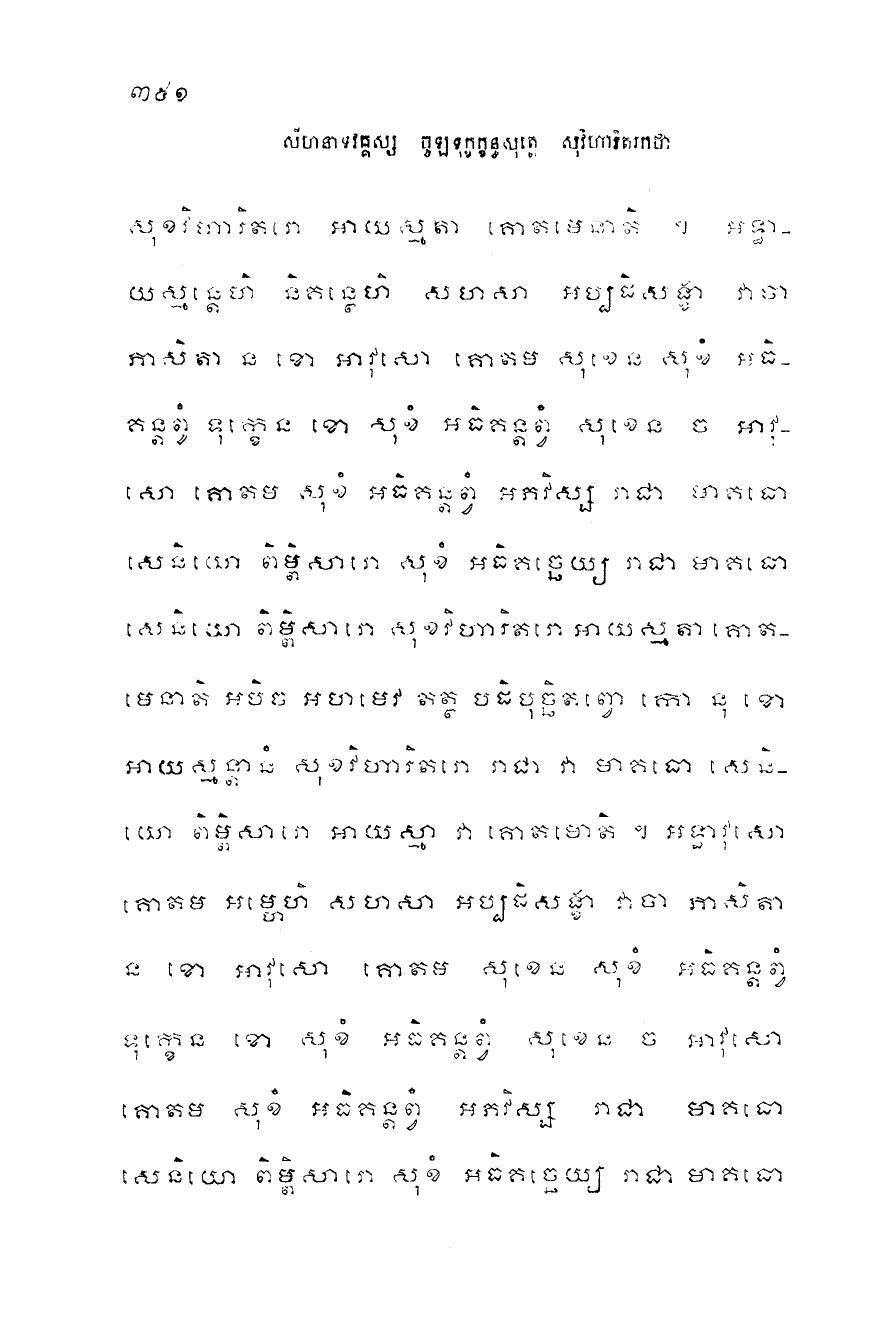 ៣៥១
សីហនាទវគ្គស្ស ចូឡទុក្ខក្ខន្ធសុត្តេ សុវិហារិតរកថា
សុខវិហារិតរោ អាយស្មតា គោតមេនាតិ ។ អទ្ធា-
យស្មន្តេហិ និគន្ថេហិ សហសា អប្បដិសង្ខា វាចា
ភាសិតា ន ខោ អាវុសោ គោតម សុខេន សុខំ អធិ-
គន្តព្វំ ទុក្ខេន ខោ សុខំ អធិគន្តព្វំ សុខេន ច អាវុ-
សោ គោតម សុខំ អធិគន្តព្វំ អភវិស្ស រាជា មាគធោ
សេនិយោ ពិម្ពិសារោ សុខំ អធិគច្ឆេយ្យ រាជា មាគធោ
សេនិយោ ពិម្ពិសារោ សុខវិហារិតរោ អាយស្មតា គោត-
មេនាតិ អបិច អហមេវ តត្ថ បដិបុច្ឆិតព្វោ កោ នុ ខោ
អាយស្មន្តានំ សុខវិហារិតរោ រាជា វា មាគធោ សេនិ-
យោ ពិម្ពិសារោ អាយស្មា វា គោតមោតិ ។ អទ្ធាវុសោ
គោតម អម្ហេហិ សហសា អប្បដិសង្ខា វាចា ភាសិតា
ន ខោ អាវុសោ គោតម សុខេន សុខំ អធិគន្តព្វំ
ទុក្ខេន ខោ សុខំ អធិគន្តព្វំ សុខេន ច អាវុសោ
គោតម សុខំ អធិគន្តព្វំ អភវិស្ស រាជា មាគធោ
សេនិយោ ពិម្ពិសារោ សុខំ អធិគច្ឆេយ្យ រាជា មាគធោ